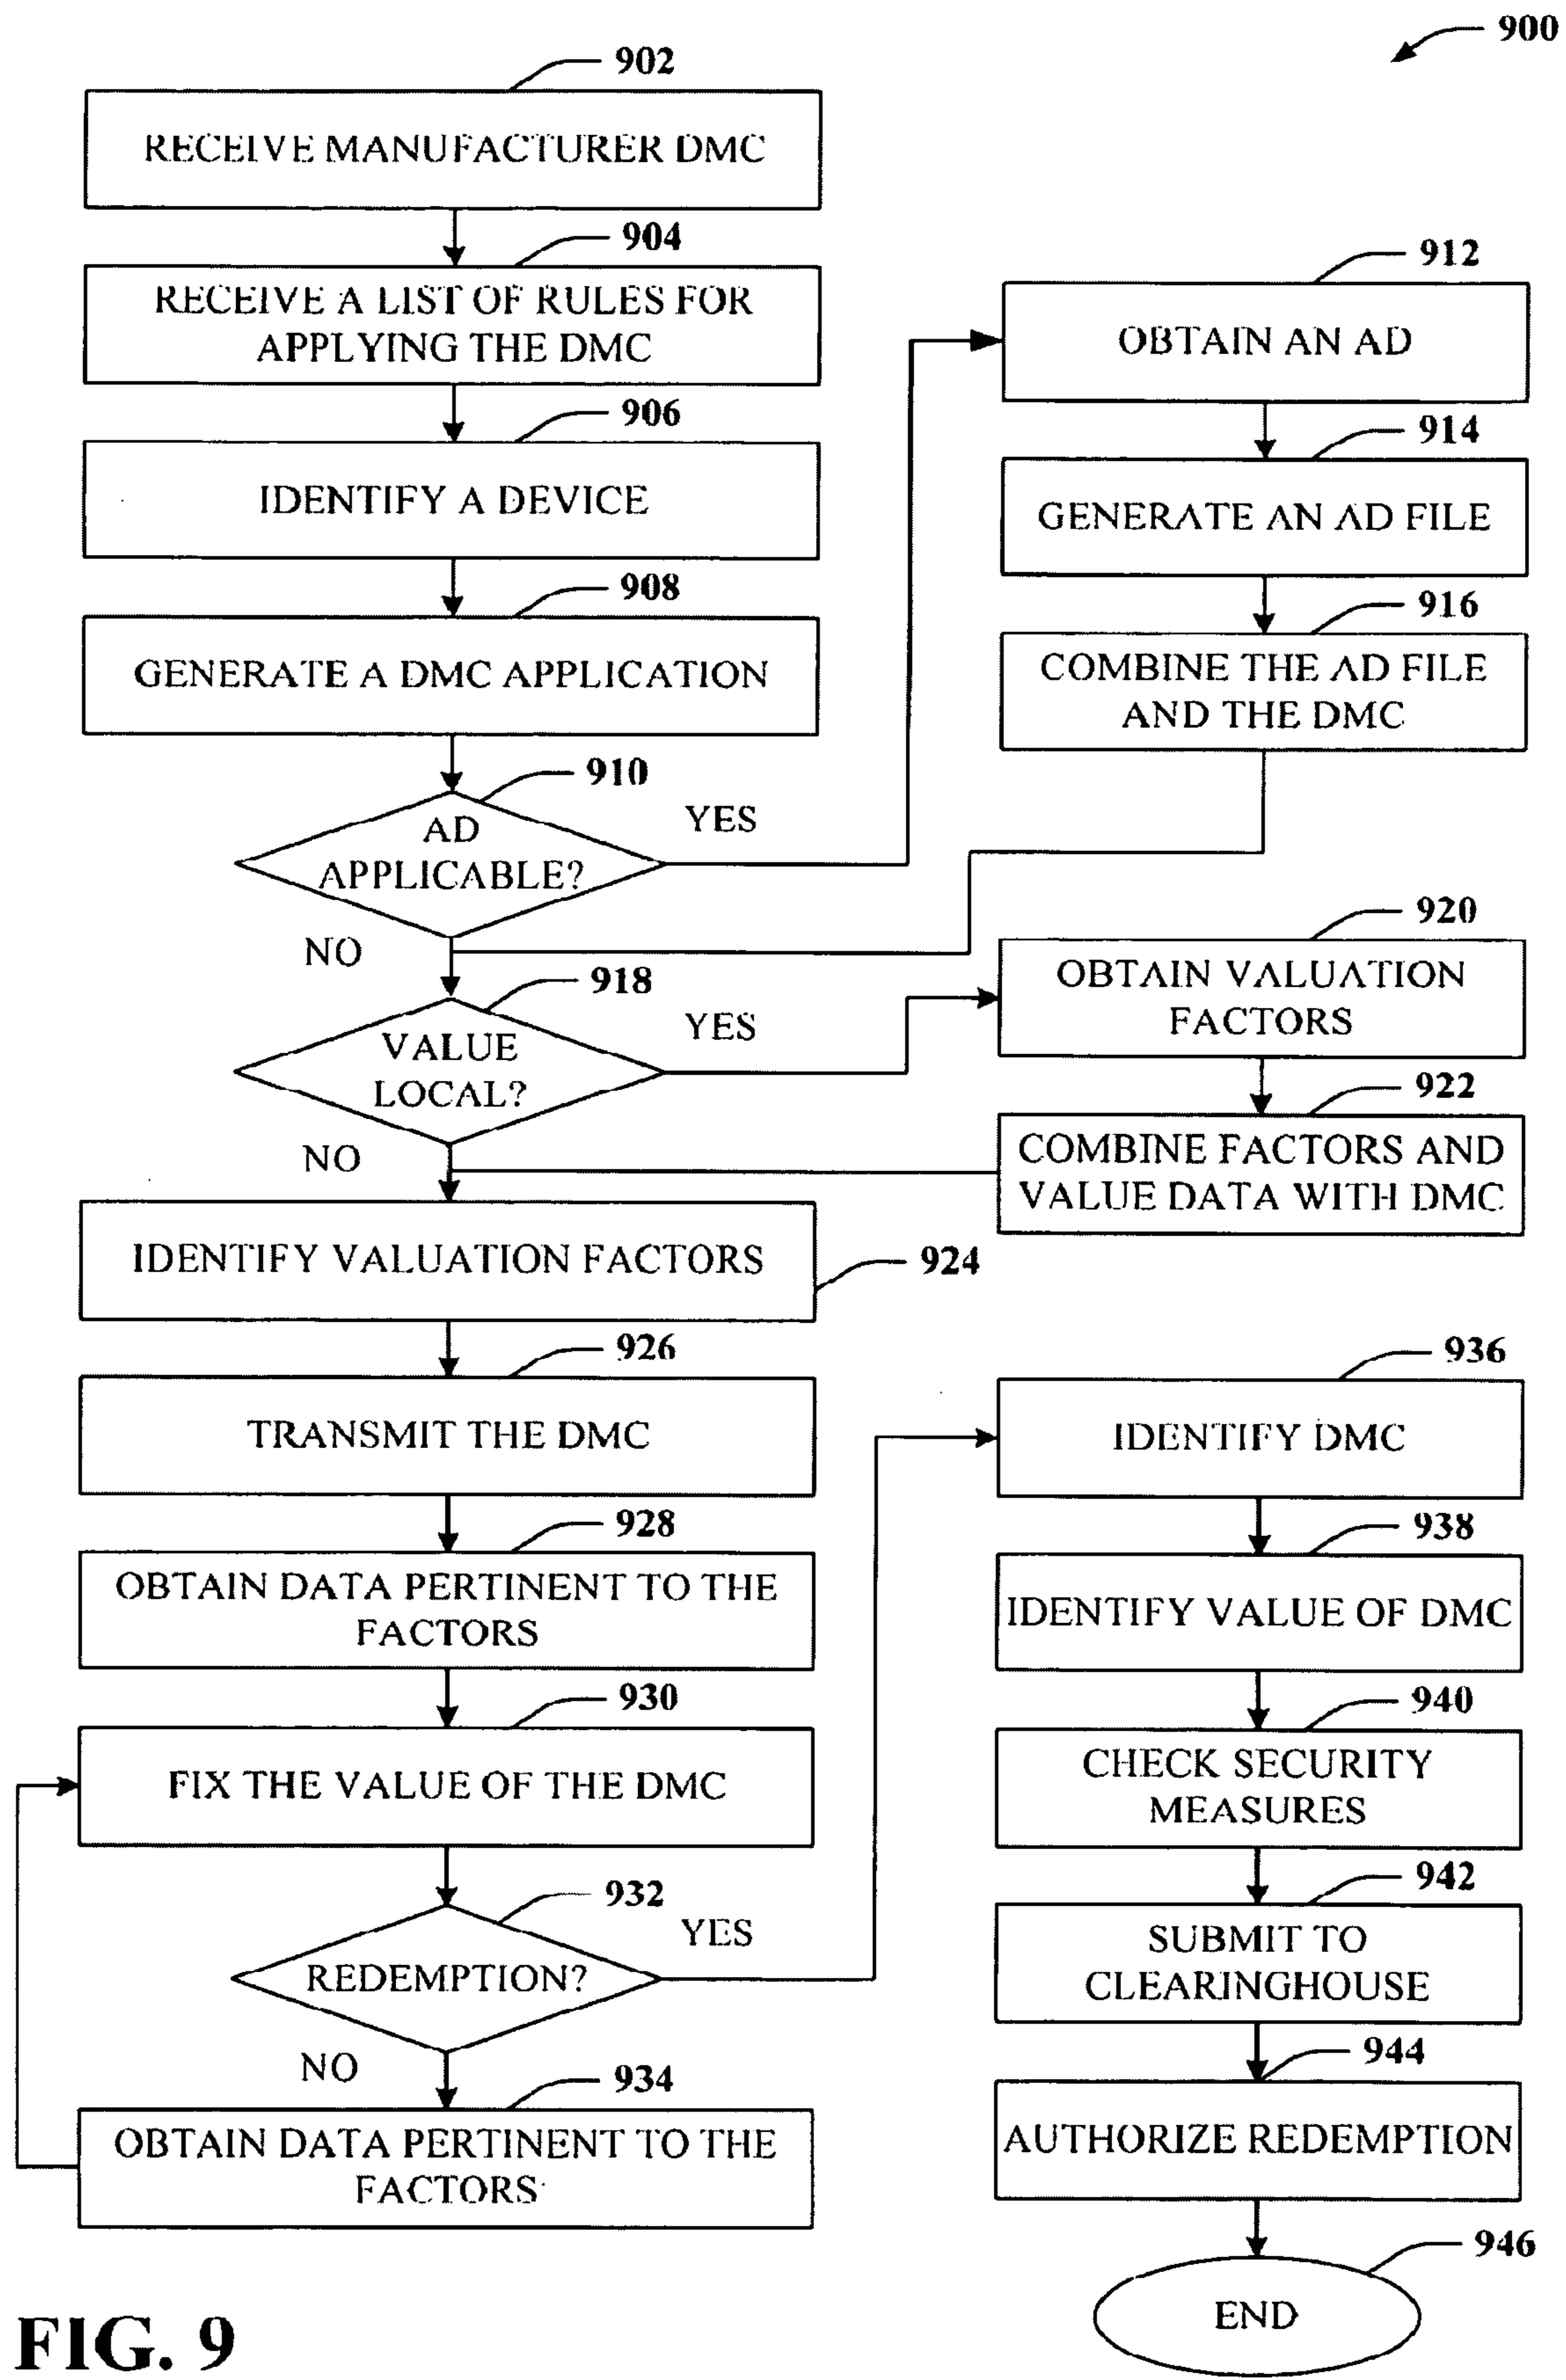 900
902
RECEIVE MANUFACTURER DMC
904
RECEIVE A LIST OF RULES FOR
APPLYING THE DMC
906
IDENTIFY A DEVICE
908
GENERATE A DMC APPLICATION
910
AD
APPLICABLE?
YES
NO
912
OBTAIN AN AD
914
GENERATE AN AD FILE
916
COMBINE THE AD FILE
AND THE DMC
918
VALUE
LOCAL?
YES
NO
920
OBTAIN VALUATION
FACTORS
922
COMBINE FACTORS AND
VALUE DATA WITH DMC
924
IDENTIFY VALUATION FACTORS
926
TRANSMIT THE DMC
928
OBTAIN DATA PERTINENT TO THE
FACTORS
930
FIX THE VALUE OF THE DMC
932
REDEMPTION?
YES
NO
934
OBTAIN DATA PERTINENT TO THE
FACTORS
936
IDENTIFY DMC
938
IDENTIFY VALUE OF DMC
940
CHECK SECURITY
MEASURES
942
SUBMIT TO
CLEARINGHOUSE
944
AUTHORIZE REDEMPTION
946
END
FIG. 9